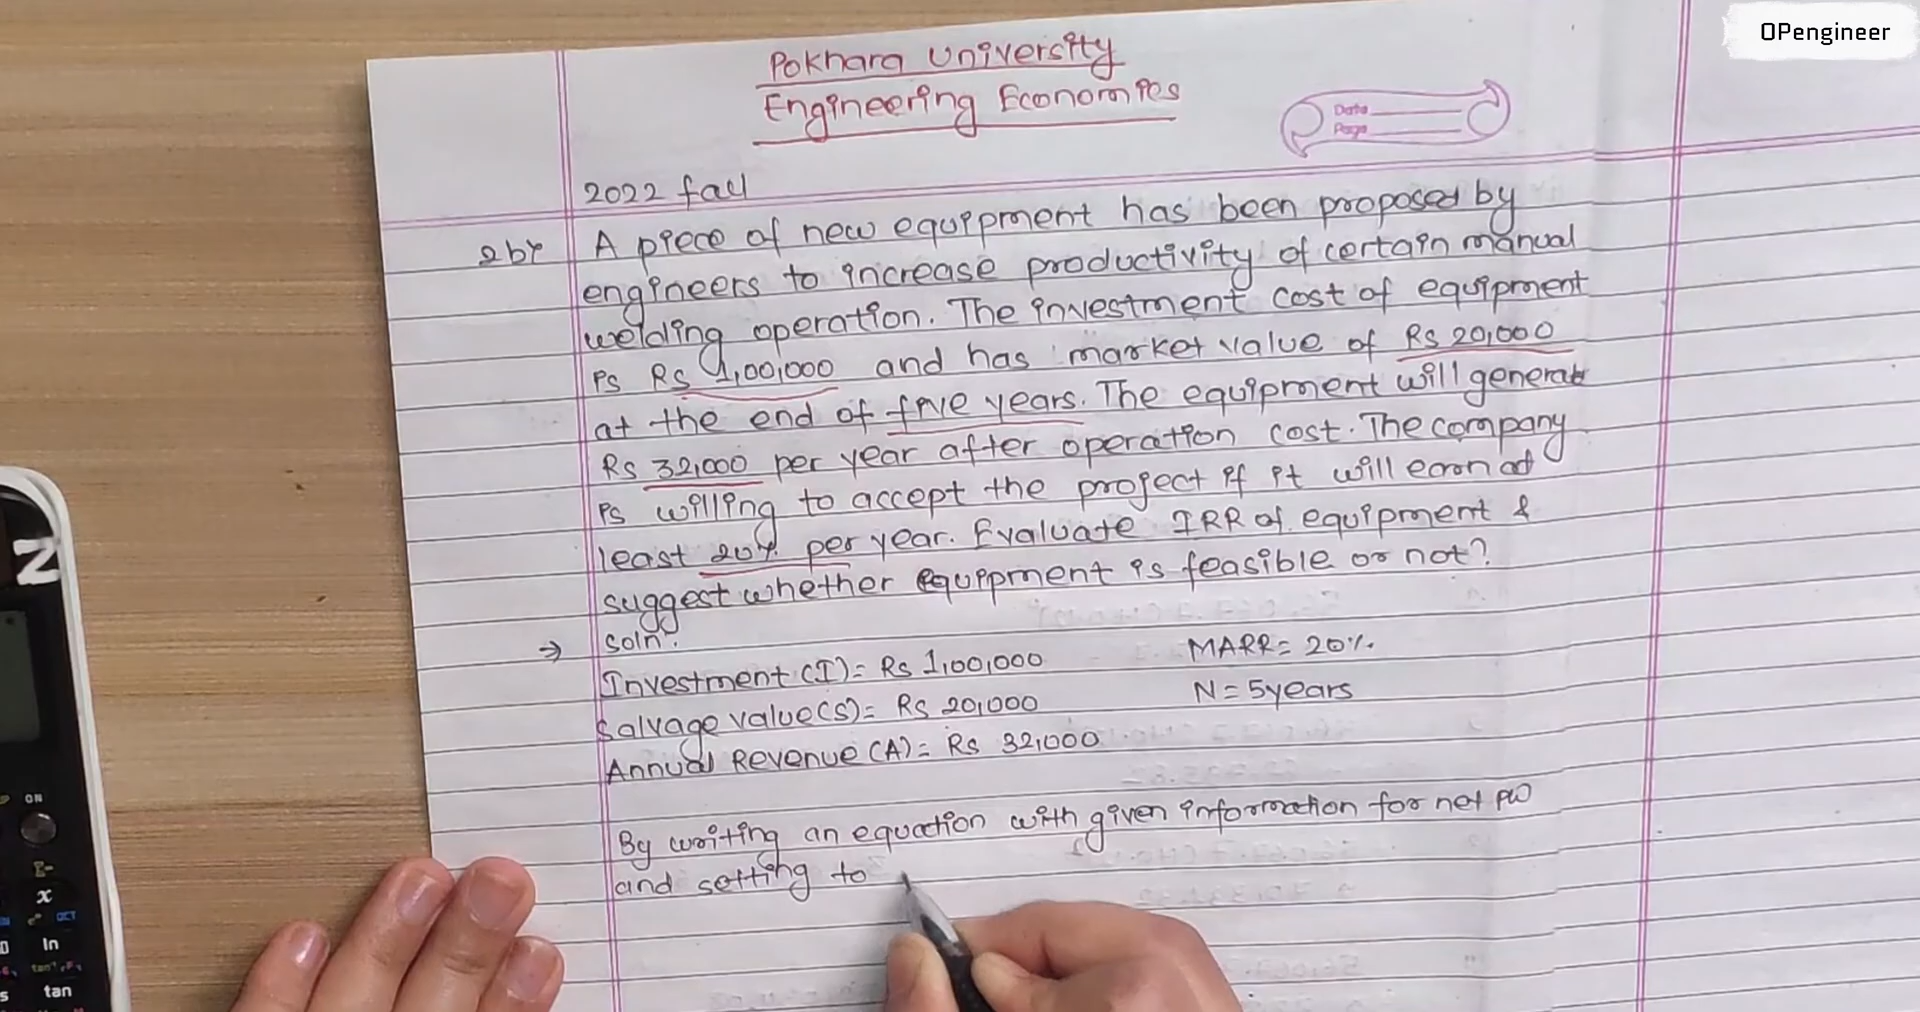 OPengineer
Pokhara University
Engineering Economics
Date
Page
2022 fall
2b)
A piece of new equipment has been proposed by
engineers to increase productivity of certain manual
welding operation. The investment cost of equipment
is Rs 1,00,000 and has market value of Rs 20,000
at the end of five years. The equipment will generate
Rs 32,000 per year after operation cost. The company
is willing to accept the project if it will earn at
least 20% per year. Evaluate IRR of equipment &
suggest whether equipment is feasible or not?
→ soln:
Investment (I) = Rs 1,00,000 MARR = 20%
Salvage value(s) = Rs 20,000 N = 5years
Annual Revenue (A) = Rs 32,000
By writing an equation with given information for net PW
and setting to
N
ON
Σ-
x
OCT
ln
tan⁻¹
tan